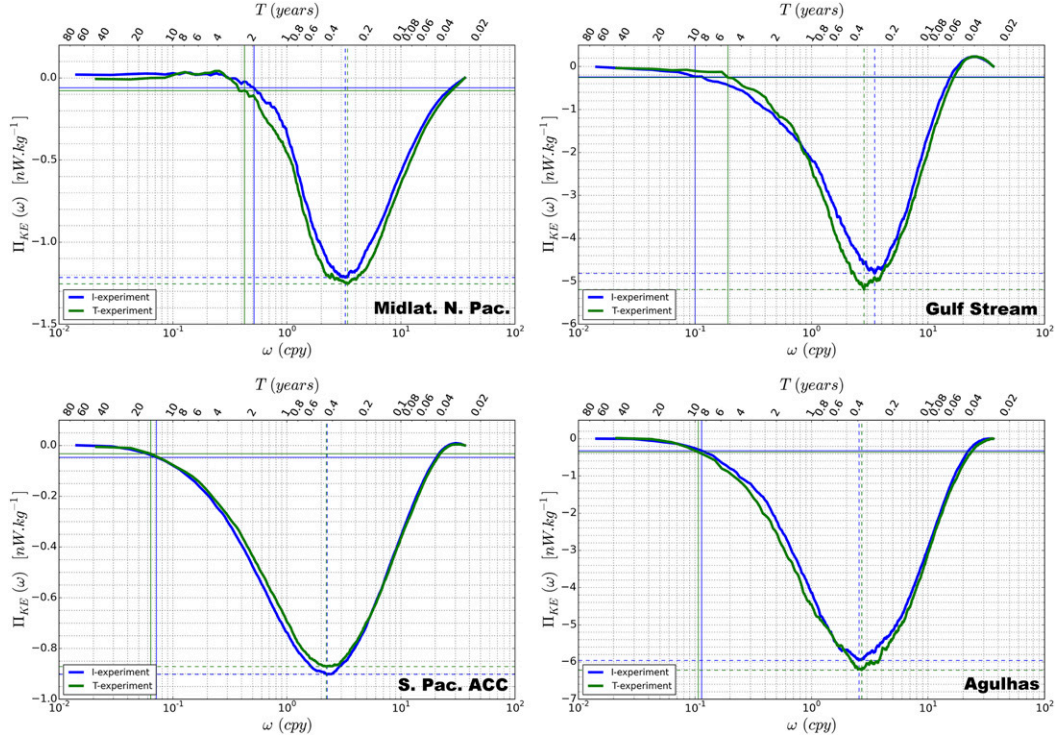 T (years)
80 60 40 20 10 8 6 4 2 1 0.8 0.6 0.4 0.2 0.1 0.08 0.06 0.04 0.02
Π_KE (ω) [nW.kg⁻¹]
0.0
−0.5
−1.0
−1.5
I-experiment
T-experiment
Midlat. N. Pac.
10⁻² 10⁻¹ 10⁰ 10¹ 10²
ω (cpy)
T (years)
80 60 40 20 10 8 6 4 2 1 0.8 0.6 0.4 0.2 0.1 0.08 0.06 0.04 0.02
Π_KE (ω) [nW.kg⁻¹]
0
−1
−2
−3
−4
−5
−6
I-experiment
T-experiment
Gulf Stream
10⁻² 10⁻¹ 10⁰ 10¹ 10²
ω (cpy)
T (years)
80 60 40 20 10 8 6 4 2 1 0.8 0.6 0.4 0.2 0.1 0.08 0.06 0.04 0.02
Π_KE (ω) [nW.kg⁻¹]
0.0
−0.2
−0.4
−0.6
−0.8
−1.0
I-experiment
T-experiment
S. Pac. ACC
10⁻² 10⁻¹ 10⁰ 10¹ 10²
ω (cpy)
T (years)
80 60 40 20 10 8 6 4 2 1 0.8 0.6 0.4 0.2 0.1 0.08 0.06 0.04 0.02
Π_KE (ω) [nW.kg⁻¹]
0
−1
−2
−3
−4
−5
−6
−7
I-experiment
T-experiment
Agulhas
10⁻² 10⁻¹ 10⁰ 10¹ 10²
ω (cpy)